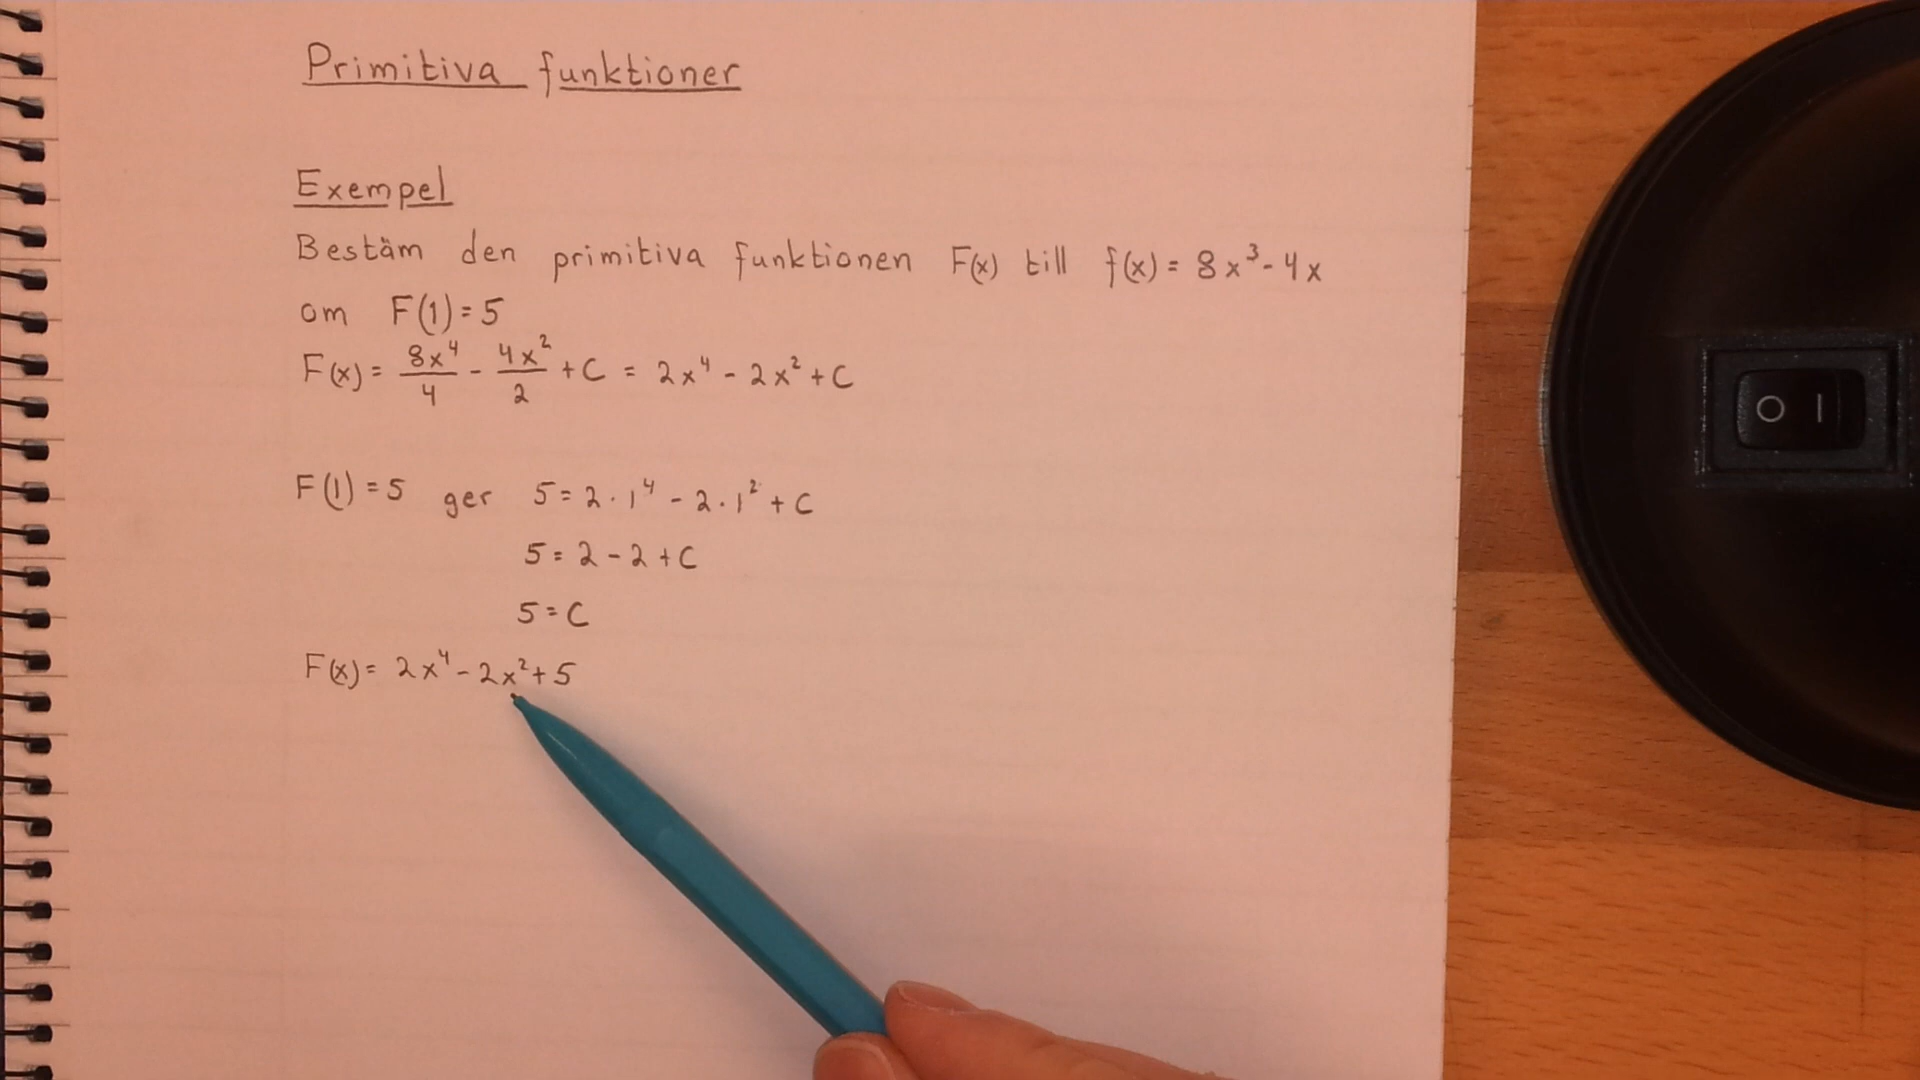 Primitiva funktioner
Exempel
Bestäm den primitiva funktionen F(x) till f(x) = 8x³ - 4x
om F(1) = 5
F(x) = 8x⁴/4 - 4x²/2 + C = 2x⁴ - 2x² + C
F(1) = 5 ger 5 = 2 · 1⁴ - 2 · 1² + C
5 = 2 - 2 + C
5 = C
F(x) = 2x⁴ - 2x² + 5
O I